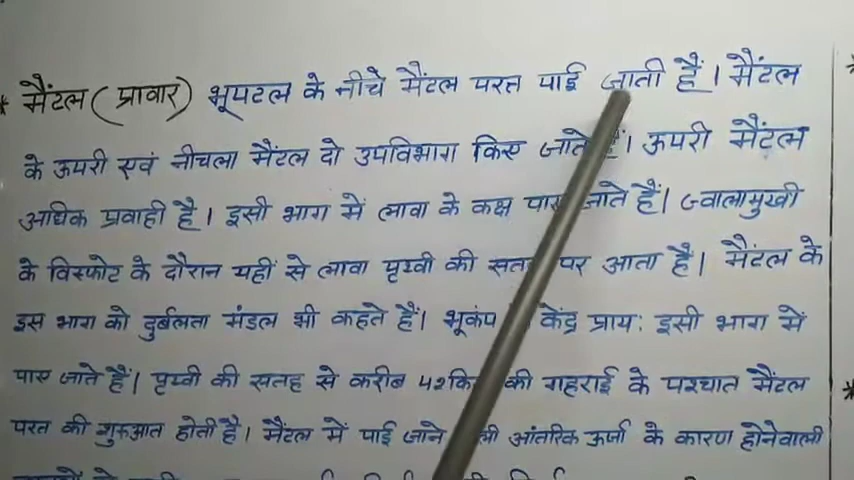 * मैंटल ( प्रावार) भूपटल के नीचे मैंटल परत पाई जाती हैं। मैंटल
के ऊपरी एवं नीचला मैंटल दो उपविभाग किए जाते हैं। ऊपरी मैंटल
अधिक प्रवाही है। इसी भाग में लावा के कक्ष पाए जाते हैं। ज्वालामुखी
के विस्फोट के दौरान यहीं से लावा पृथ्वी की सतह पर आता है। मैंटल के
इस भाग को दुर्बलता मंडल भी कहते हैं। भूकंप केंद्र प्राय: इसी भाग में
पाए जाते हैं। पृथ्वी की सतह से करीब ४२कि की गहराई के पश्चात मैंटल
परत की शुरुआत होती है। मैंटल में पाई जाने आंतरिक ऊर्जा के कारण होनेवाली